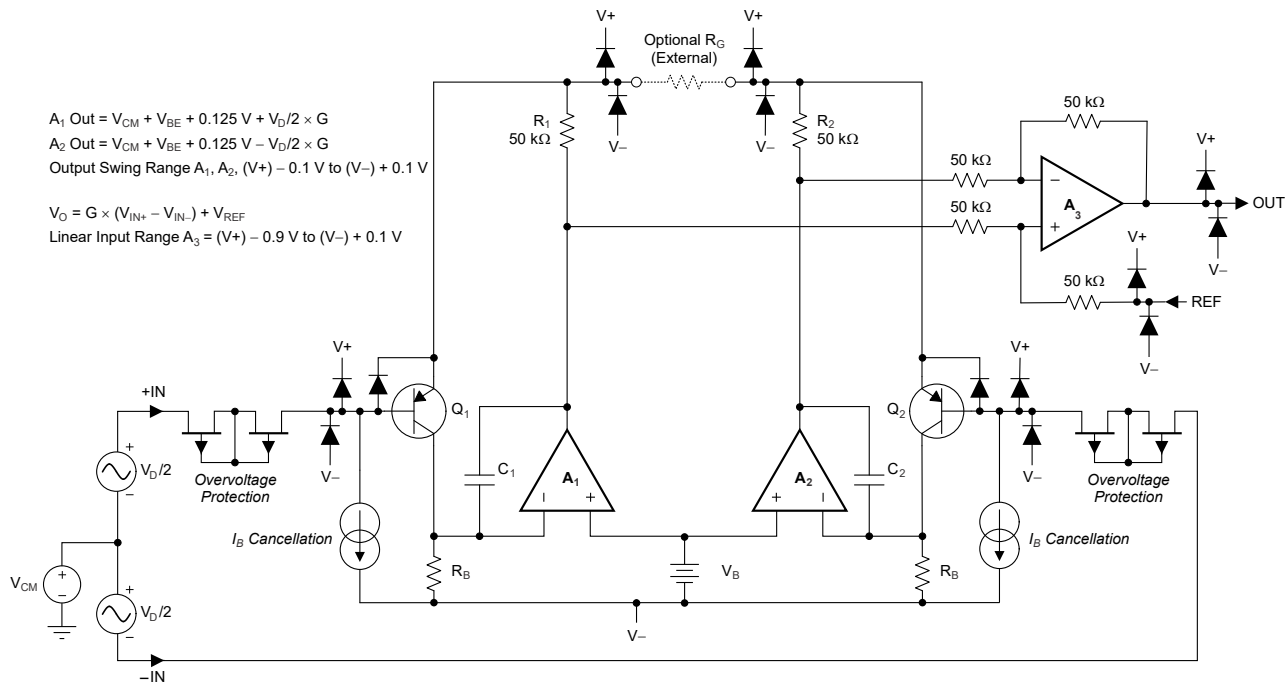 V+
V+
Optional R_G
(External)
V–
V–
R₁
50 kΩ
R₂
50 kΩ
A₁ Out = V_CM + V_BE + 0.125 V + V_D/2 × G
A₂ Out = V_CM + V_BE + 0.125 V – V_D/2 × G
Output Swing Range A₁, A₂, (V+) – 0.1 V to (V–) + 0.1 V
V_O = G × (V_IN+ – V_IN–) + V_REF
Linear Input Range A₃ = (V+) – 0.9 V to (V–) + 0.1 V
50 kΩ
50 kΩ
50 kΩ
50 kΩ
–
+
A₃
V+
OUT
V–
V+
REF
V–
+IN
V+
V–
Q₁
Q₂
V+
V–
+
V_D/2
–
Overvoltage
Protection
Overvoltage
Protection
C₁
A₁
–
+
A₂
+
–
C₂
I_B Cancellation
I_B Cancellation
V_CM
+
–
+
V_D/2
–
R_B
V_B
R_B
V–
–IN